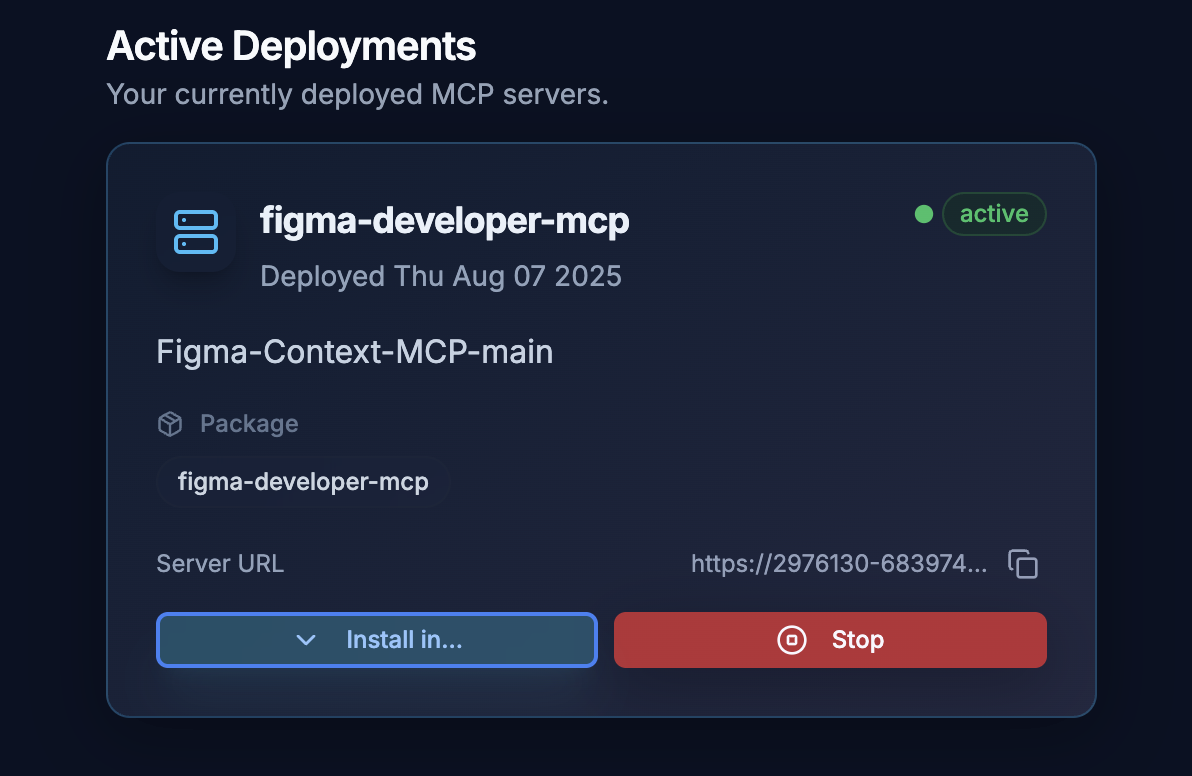 Active Deployments
Your currently deployed MCP servers.
figma-developer-mcp
active
Deployed Thu Aug 07 2025
Figma-Context-MCP-main
Package
figma-developer-mcp
Server URL https://2976130-683974...
Install in... Stop